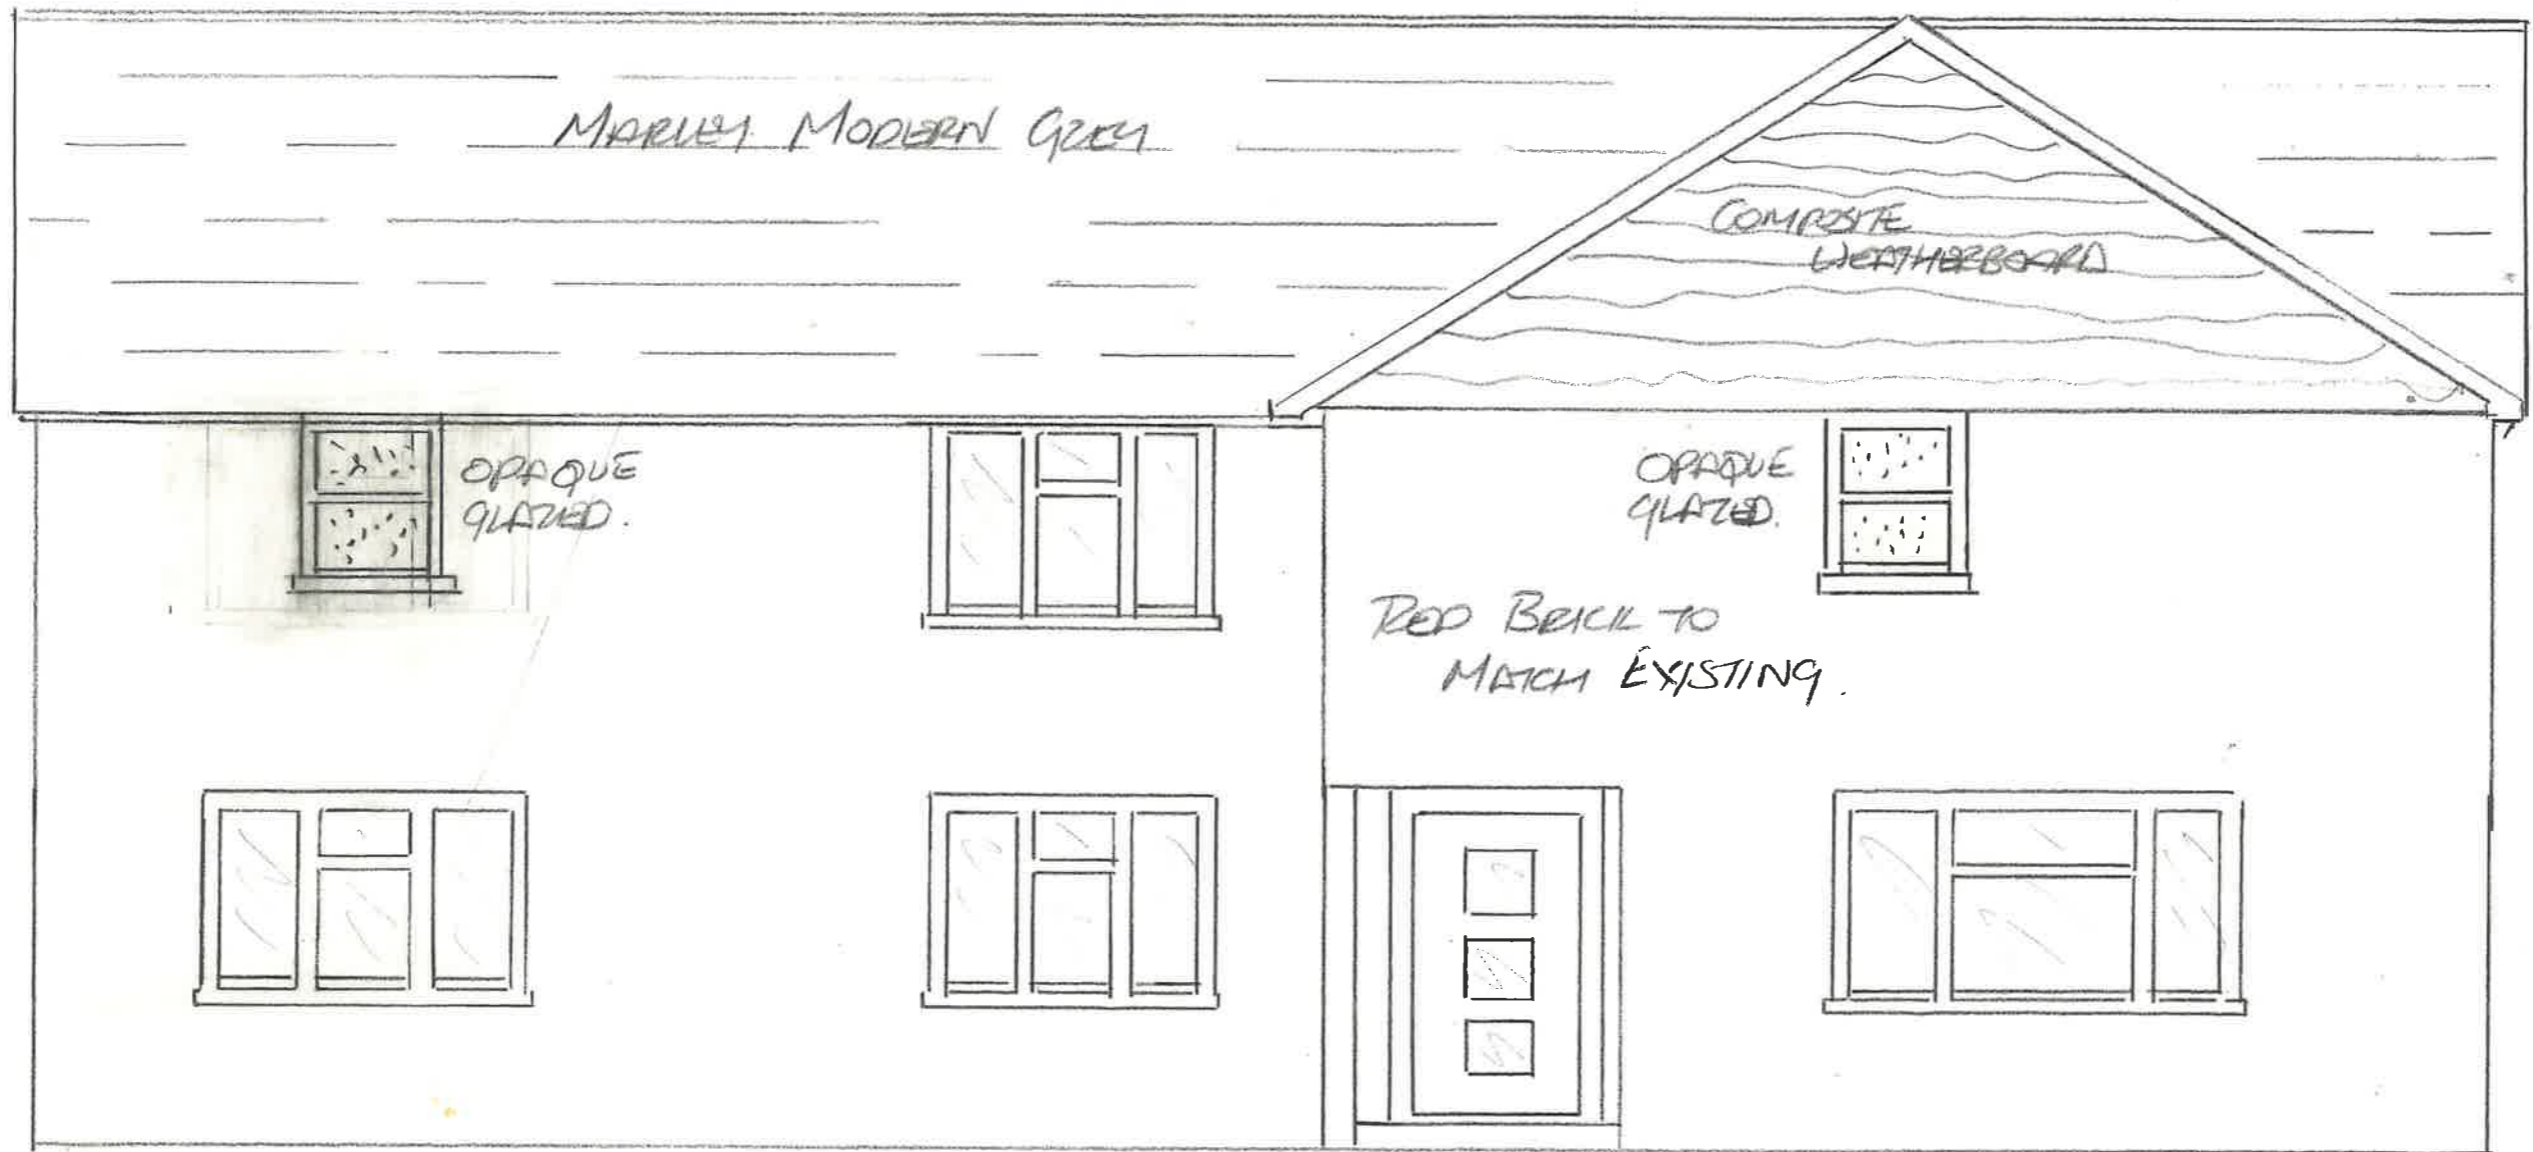 MARLEY MODERN GREY
COMPOSITE
WEATHERBOARD
OPAQUE
GLAZED.
OPAQUE
GLAZED.
RED BRICK TO
MATCH EXISTING.